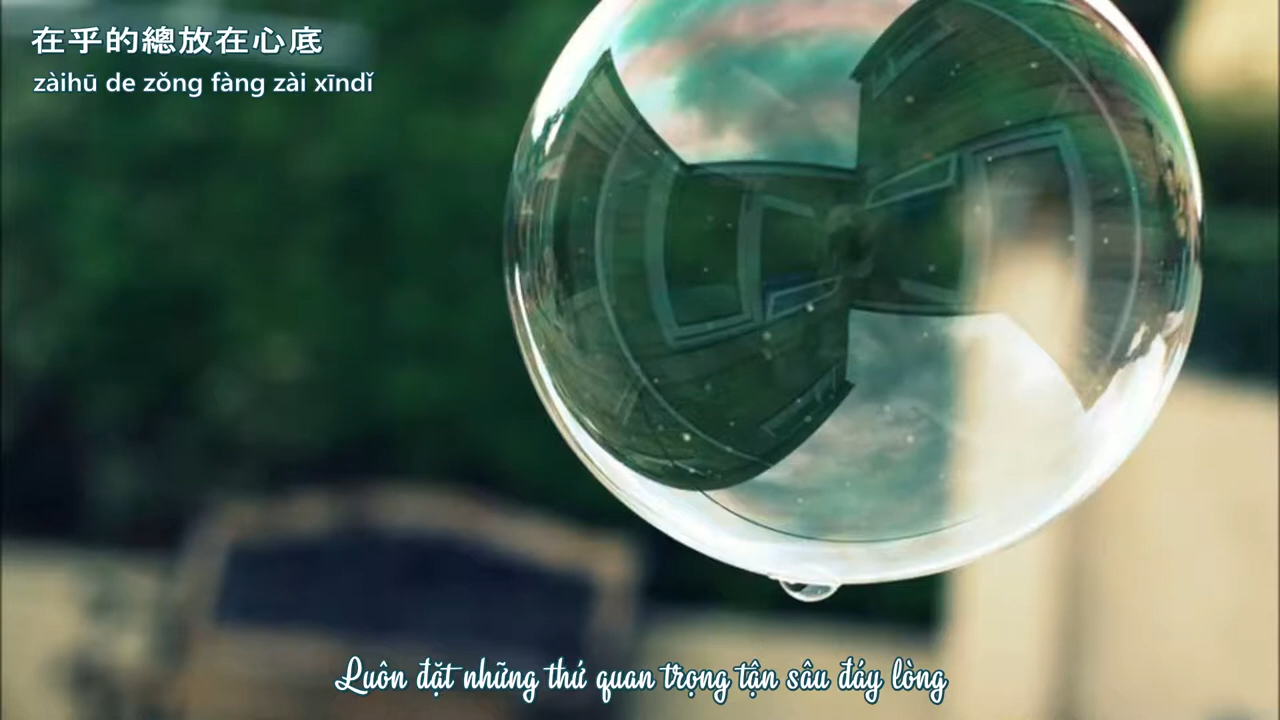 在乎的總放在心底
zàihū de zǒng fàng zài xīndǐ
Luôn đặt những thứ quan trọng tận sâu đáy lòng